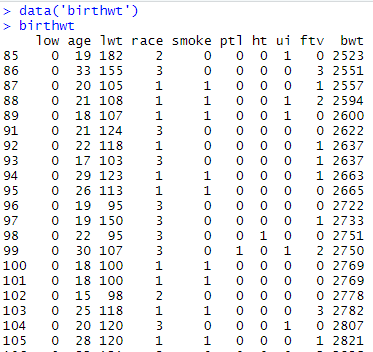 > data('birthwt')
> birthwt
low age lwt race smoke ptl ht ui ftv bwt
85 0 19 182 2 0 0 0 1 0 2523
86 0 33 155 3 0 0 0 0 3 2551
87 0 20 105 1 1 0 0 0 1 2557
88 0 21 108 1 1 0 0 1 2 2594
89 0 18 107 1 1 0 0 1 0 2600
91 0 21 124 3 0 0 0 0 0 2622
92 0 22 118 1 0 0 0 0 1 2637
93 0 17 103 3 0 0 0 0 1 2637
94 0 29 123 1 1 0 0 0 1 2663
95 0 26 113 1 1 0 0 0 0 2665
96 0 19 95 3 0 0 0 0 0 2722
97 0 19 150 3 0 0 0 0 1 2733
98 0 22 95 3 0 0 1 0 0 2751
99 0 30 107 3 0 1 0 1 2 2750
100 0 18 100 1 1 0 0 0 0 2769
101 0 18 100 1 1 0 0 0 0 2769
102 0 15 98 2 0 0 0 0 0 2778
103 0 25 118 1 1 0 0 0 3 2782
104 0 20 120 3 0 0 0 1 0 2807
105 0 28 120 1 1 0 0 0 1 2821